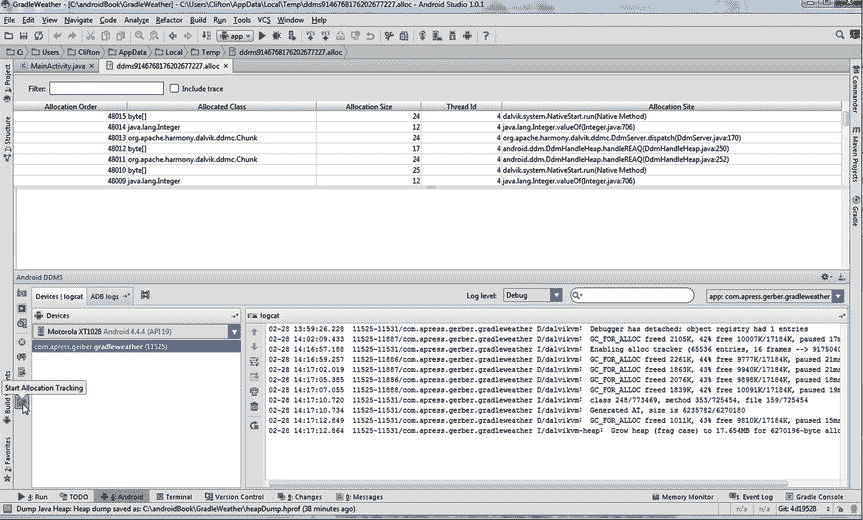 GradleWeather - [C:\androidBook\GradleWeather] - C:\Users\Clifton\AppData\Local\Temp\ddms9146768176202677227.alloc - Android Studio 1.0.1
File Edit View Navigate Code Analyze Refactor Build Run Tools VCS Window Help
app
C: Users Clifton AppData Local Temp ddms9146768176202677227.alloc
MainActivity.java × ddms9146768176202677227.alloc ×
Filter: Include trace
Allocation Order Allocated Class Allocation Size Thread Id Allocation Site
48015 byte[] 24 4 dalvik.system.NativeStart.run(Native Method)
48014 java.lang.Integer 12 4 java.lang.Integer.valueOf(Integer.java:706)
48013 org.apache.harmony.dalvik.ddmc.Chunk 24 4 org.apache.harmony.dalvik.ddmc.DdmServer.dispatch(DdmServer.java:170)
48012 byte[] 17 4 android.ddm.DdmHandleHeap.handleREAQ(DdmHandleHeap.java:250)
48011 org.apache.harmony.dalvik.ddmc.Chunk 24 4 android.ddm.DdmHandleHeap.handleREAQ(DdmHandleHeap.java:252)
48010 byte[] 25 4 dalvik.system.NativeStart.run(Native Method)
48009 java.lang.Integer 12 4 java.lang.Integer.valueOf(Integer.java:706)
Project
Structure
Commander
Maven Projects
Gradle
Android DDMS
Devices | logcat ADB logs Log level: Debug app: com.apress.gerber.gradleweather
Devices
logcat
Motorola XT1028 Android 4.4.4 (API 19)
com.apress.gerber.gradleweather (11525)
Start Allocation Tracking
02-28 13:59:26.228 11525-11531/com.apress.gerber.gradleweather D/dalvikvm: Debugger has detached; object registry had 1 entries
02-28 14:02:09.433 11525-11887/com.apress.gerber.gradleweather D/dalvikvm: GC_FOR_ALLOC freed 2105K, 42% free 10007K/17184K, paused 17m
02-28 14:16:57.188 11525-11531/com.apress.gerber.gradleweather I/dalvikvm: Enabling alloc tracker (65536 entries, 16 frames --> 9175040
02-28 14:16:59.257 11525-11886/com.apress.gerber.gradleweather D/dalvikvm: GC_FOR_ALLOC freed 2261K, 44% free 9777K/17184K, paused 21ms
02-28 14:17:02.019 11525-11531/com.apress.gerber.gradleweather D/dalvikvm: GC_FOR_ALLOC freed 1863K, 43% free 9940K/17184K, paused 21ms
02-28 14:17:05.385 11525-11886/com.apress.gerber.gradleweather D/dalvikvm: GC_FOR_ALLOC freed 2076K, 43% free 9898K/17184K, paused 18ms
02-28 14:17:07.055 11525-11888/com.apress.gerber.gradleweather D/dalvikvm: GC_FOR_ALLOC freed 1839K, 42% free 10091K/17184K, paused 19m
02-28 14:17:10.720 11525-11531/com.apress.gerber.gradleweather I/dalvikvm: class 248/773469, method 353/725454, file 159/725454
02-28 14:17:10.734 11525-11531/com.apress.gerber.gradleweather I/dalvikvm: Generated AT, size is 6235782/6270180
02-28 14:17:12.849 11525-11531/com.apress.gerber.gradleweather D/dalvikvm: GC_FOR_ALLOC freed 1011K, 43% free 9810K/17184K, paused 15ms
02-28 14:17:12.864 11525-11531/com.apress.gerber.gradleweather I/dalvikvm-heap: Grow heap (frag case) to 17.654MB for 6270196-byte alloc
2: Favorites
4: Run TODO 6: Android Terminal Version Control 9: Changes 0: Messages Memory Monitor Event Log Gradle Console
Dump Java Heap: Heap dump saved as: C:\androidBook\GradleWeather\heapDump.hprof (38 minutes ago) n/a n/a Git: 4d19528